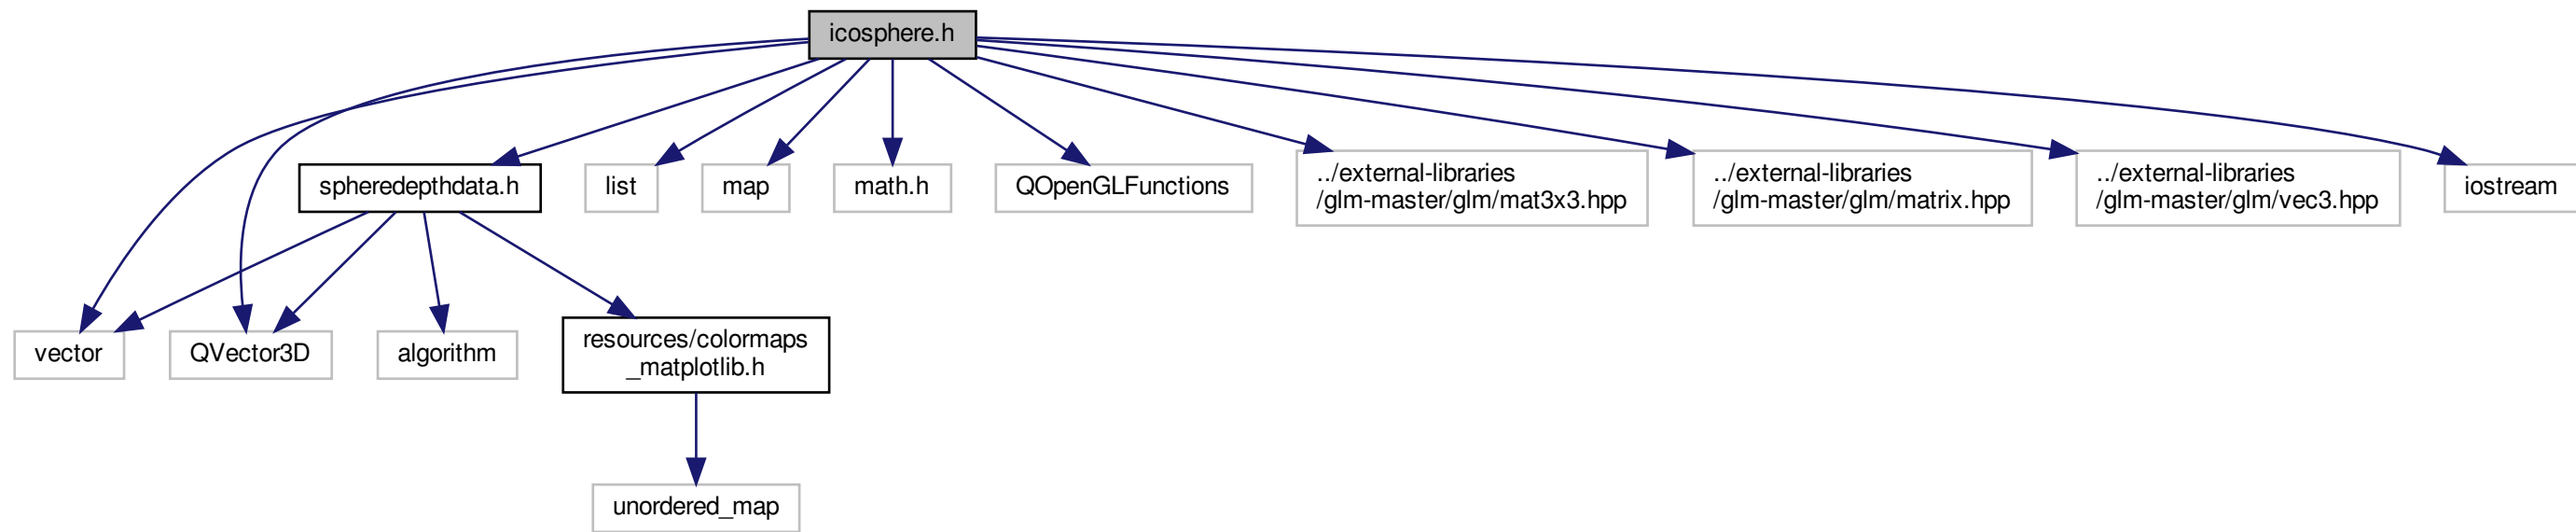 icosphere.h
spheredepthdata.h
list
map
math.h
QOpenGLFunctions
../external-libraries
/glm-master/glm/mat3x3.hpp
../external-libraries
/glm-master/glm/matrix.hpp
../external-libraries
/glm-master/glm/vec3.hpp
iostream
vector
QVector3D
algorithm
resources/colormaps
_matplotlib.h
unordered_map